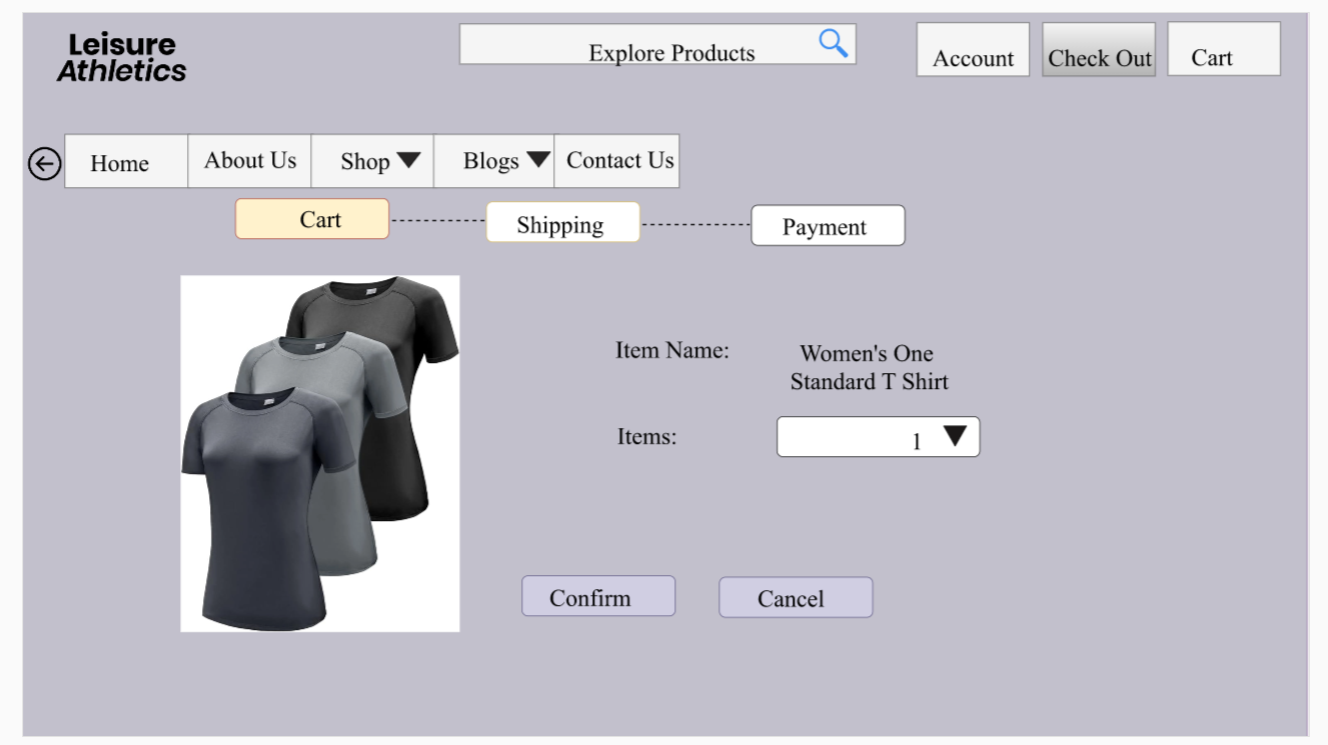 Leisure
Athletics
Explore Products
Account
Check Out
Cart
Home
About Us
Shop
Blogs
Contact Us
Cart
Shipping
Payment
Item Name:
Women's One
Standard T Shirt
Items:
1
Confirm
Cancel